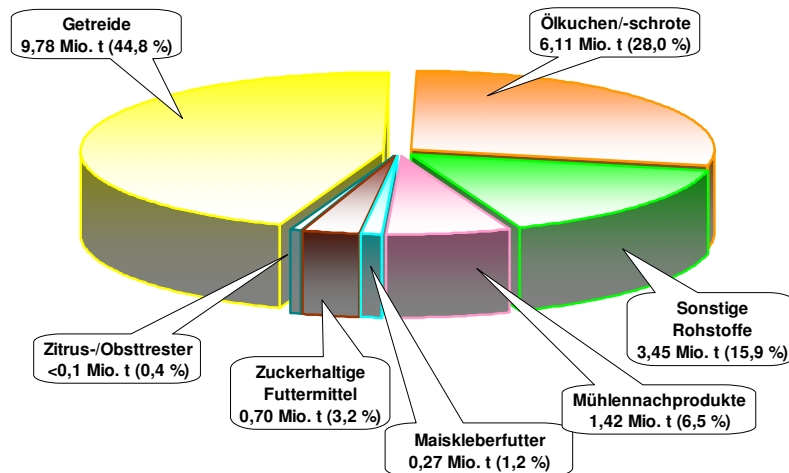 Getreide
9,78 Mio. t (44,8 %)
Ölkuchen/-schrote
6,11 Mio. t (28,0 %)
Sonstige
Rohstoffe
3,45 Mio. t (15,9 %)
Mühlennachprodukte
1,42 Mio. t (6,5 %)
Maiskleberfutter
0,27 Mio. t (1,2 %)
Zuckerhaltige
Futtermittel
0,70 Mio. t (3,2 %)
Zitrus-/Obsttrester
<0,1 Mio. t (0,4 %)